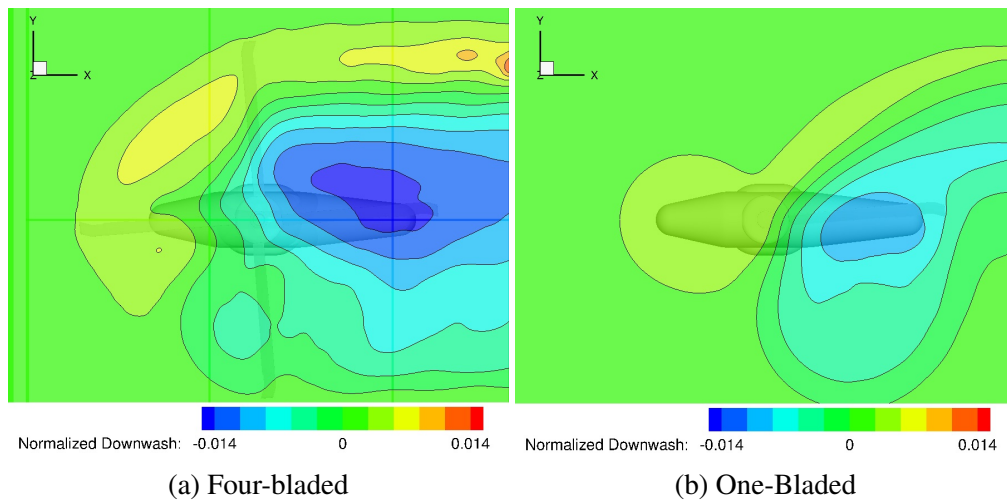 Y
Z X
Y
Z X
Normalized Downwash: -0.014 0 0.014
Normalized Downwash: -0.014 0 0.014
(a) Four-bladed
(b) One-Bladed